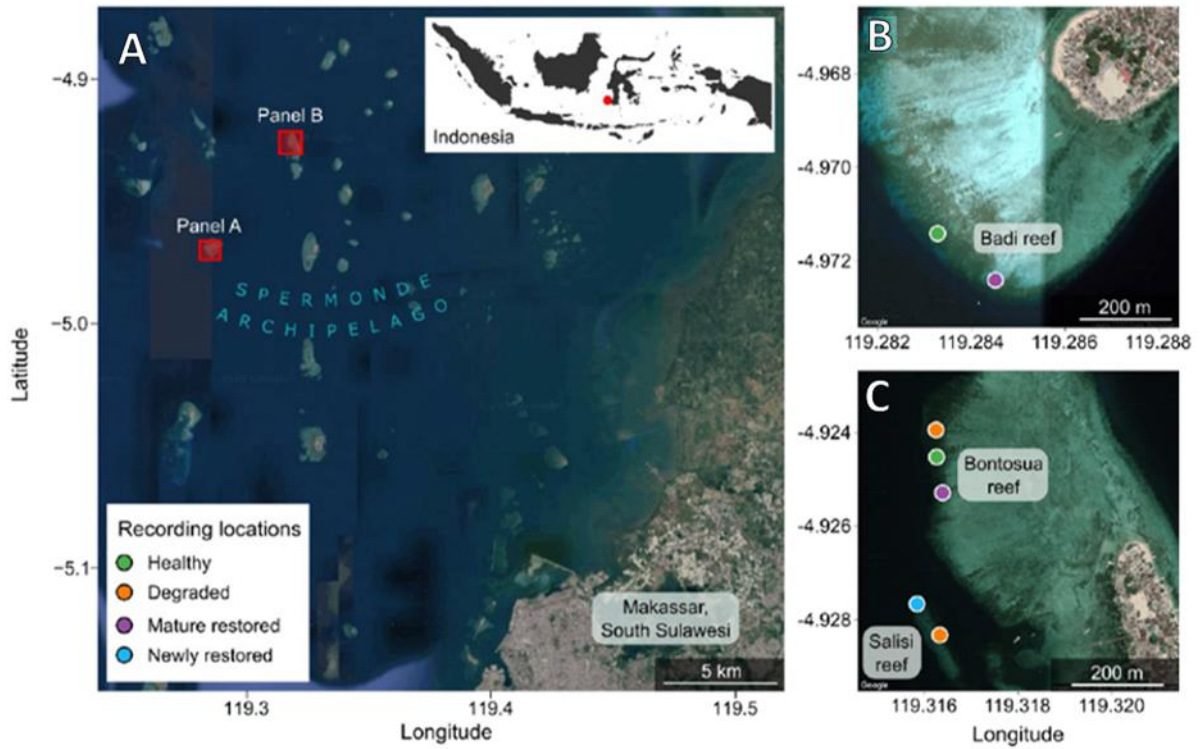 A
−4.9
Panel B
Panel A
Indonesia
SPERMONDE
ARCHIPELAGO
−5.0
Latitude
−5.1
Recording locations
Healthy
Degraded
Mature restored
Newly restored
Makassar,
South Sulawesi
5 km
119.3
119.4
119.5
Longitude
B
-4.968
-4.970
-4.972
Badi reef
200 m
Google
119.282
119.284
119.286
119.288
C
-4.924
-4.926
-4.928
Bontosua
reef
Salisi
reef
200 m
Google
119.316
119.318
119.320
Longitude